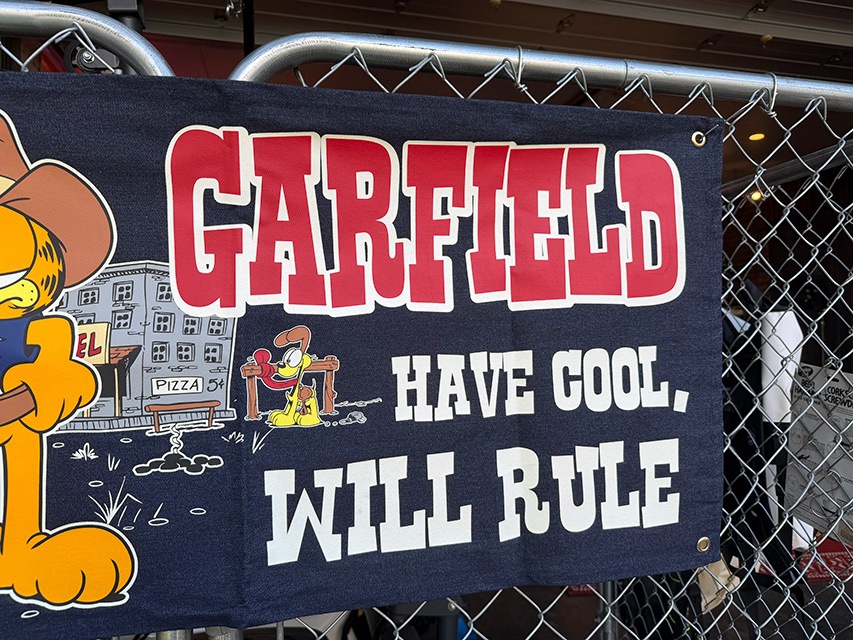 GARFIELD
EL
PIZZA 5¢
HAVE COOL,
WILL RULE